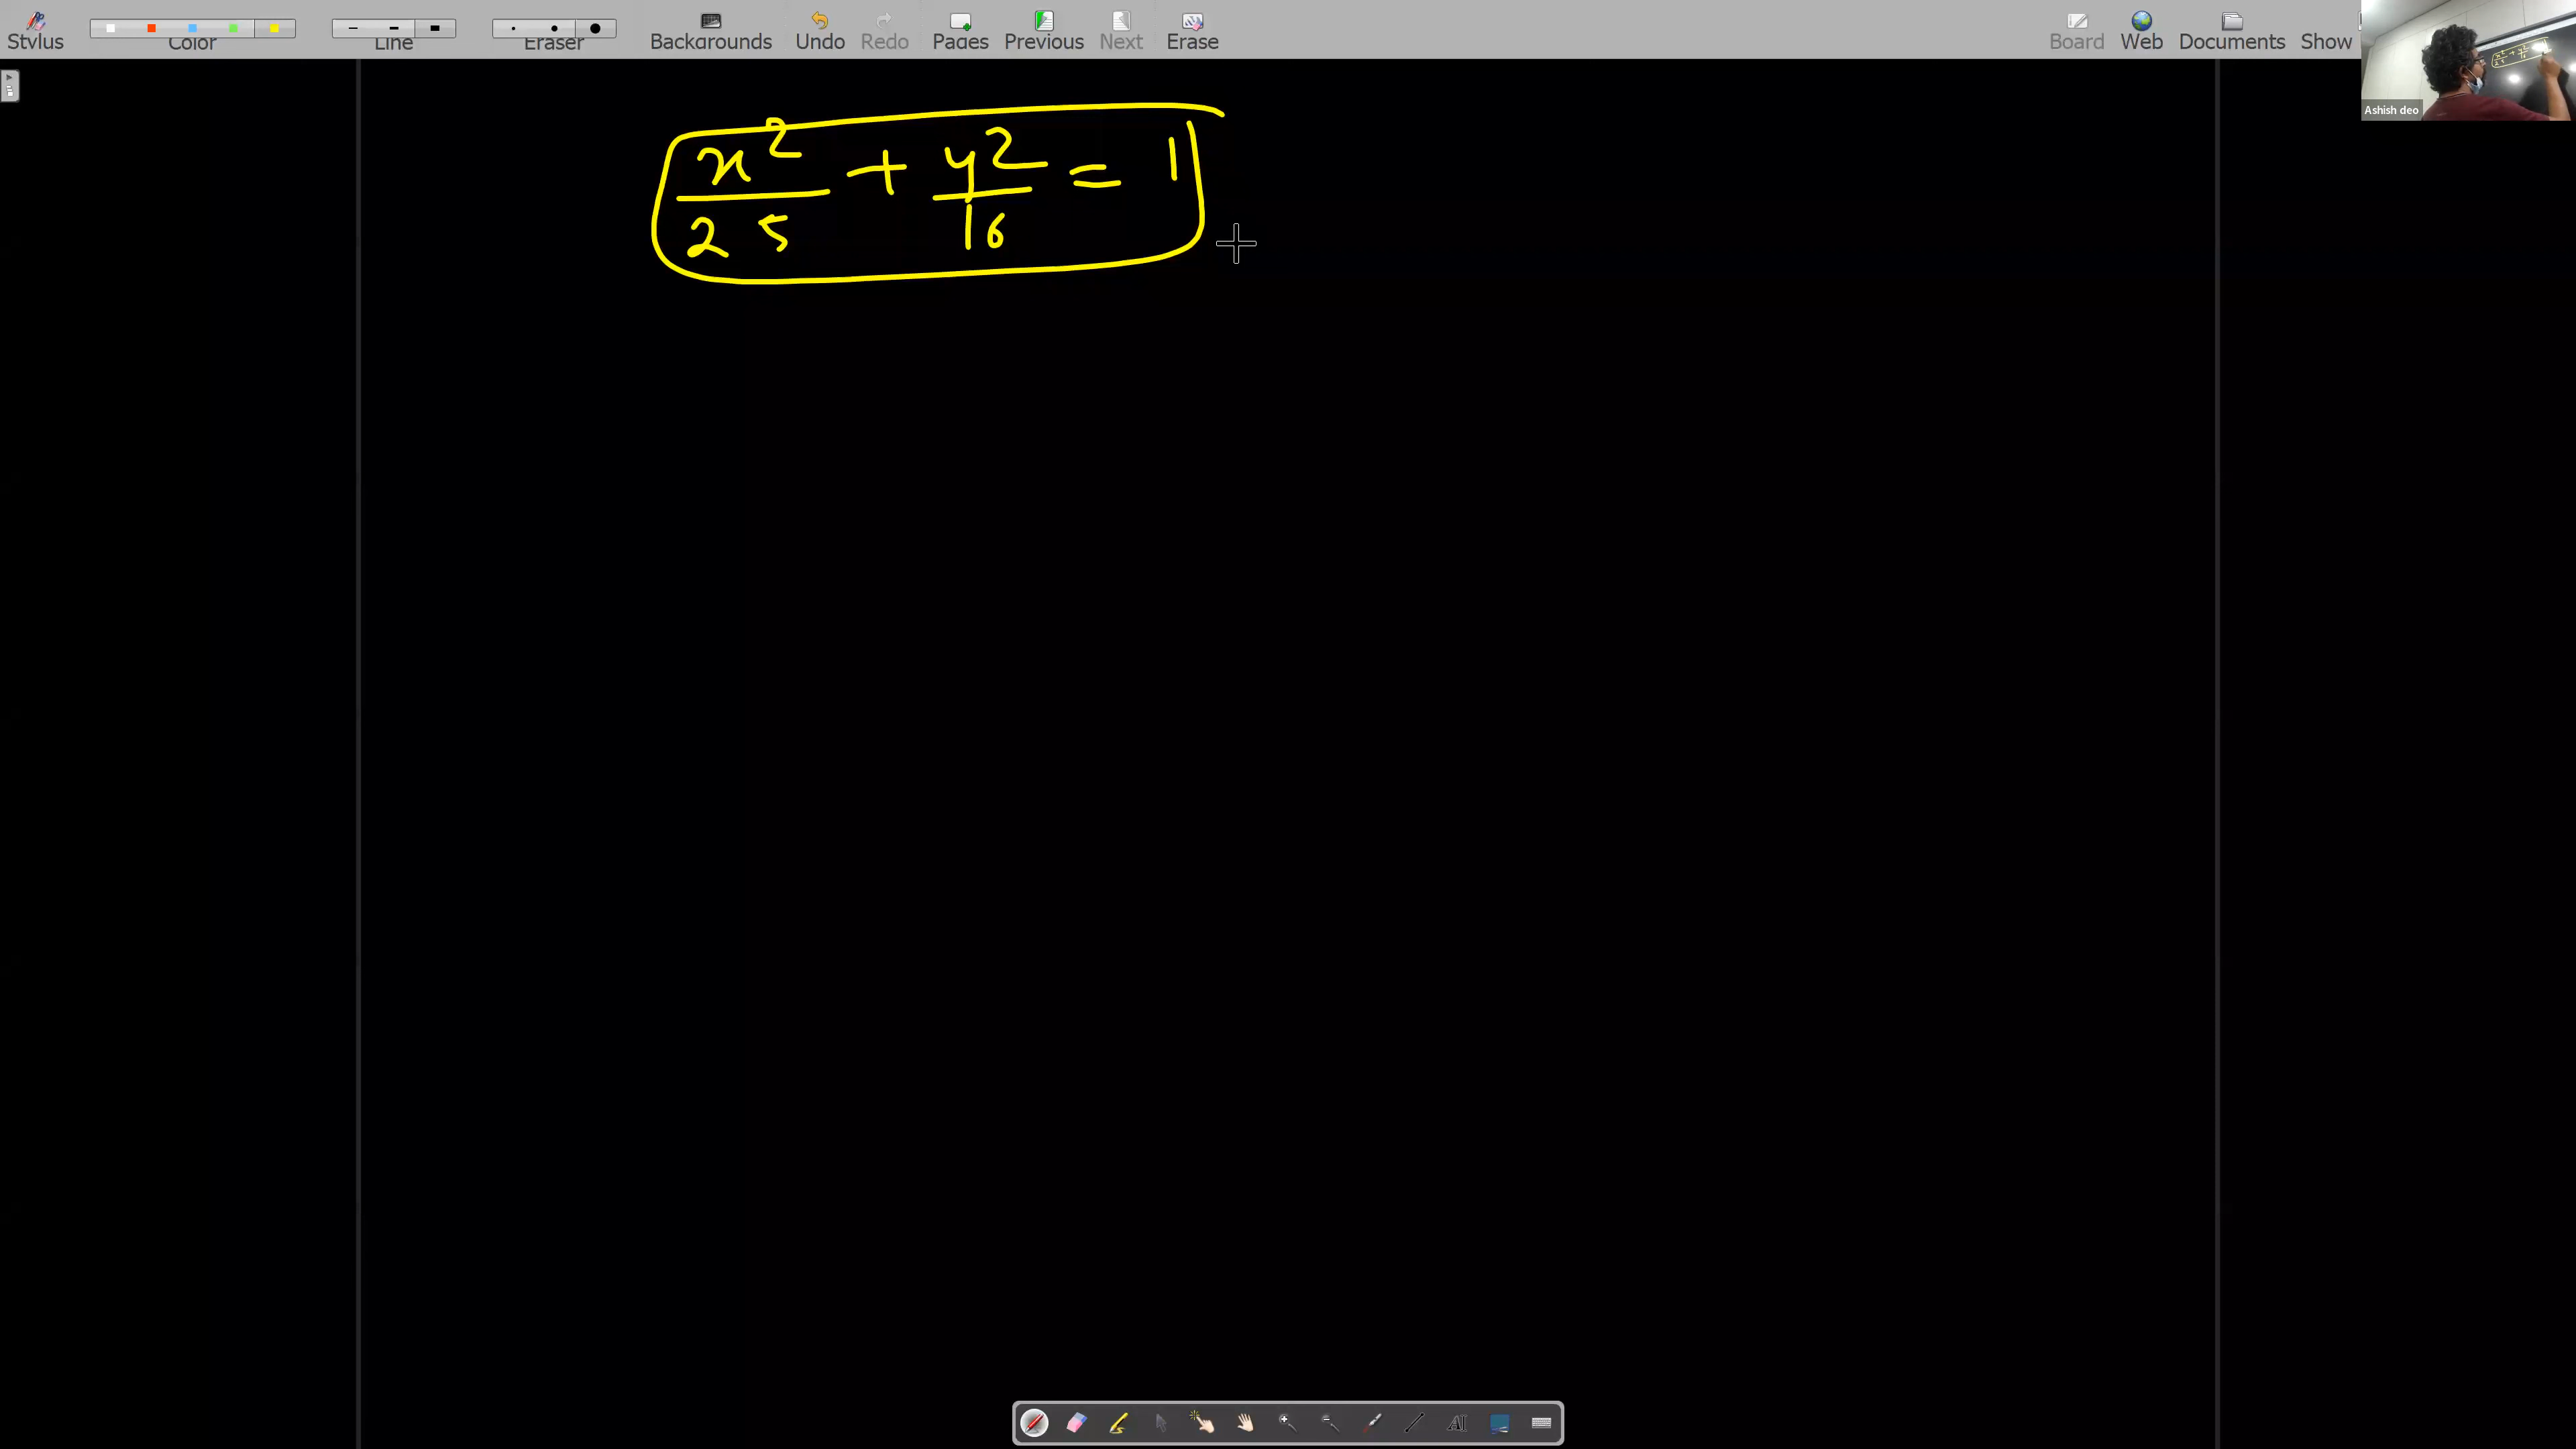 Stylus Color Line Eraser Backgrounds Undo Redo Pages Previous Next Erase Board Web Documents Show
Ashish deo
x²/25 + y²/16 = 1
AI